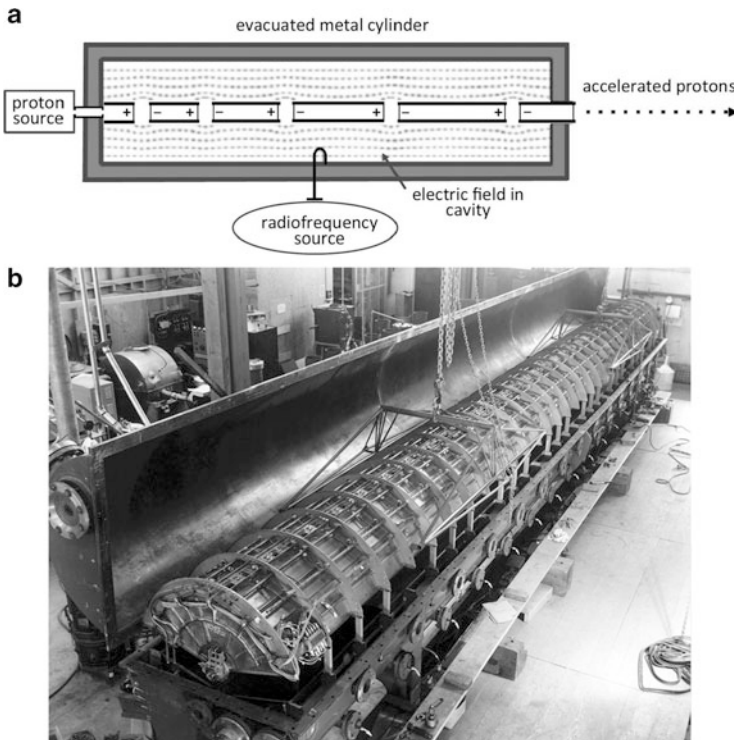 a
evacuated metal cylinder
proton
source
+ − + − + − + − + −
accelerated protons
electric field in
cavity
radiofrequency
source
b